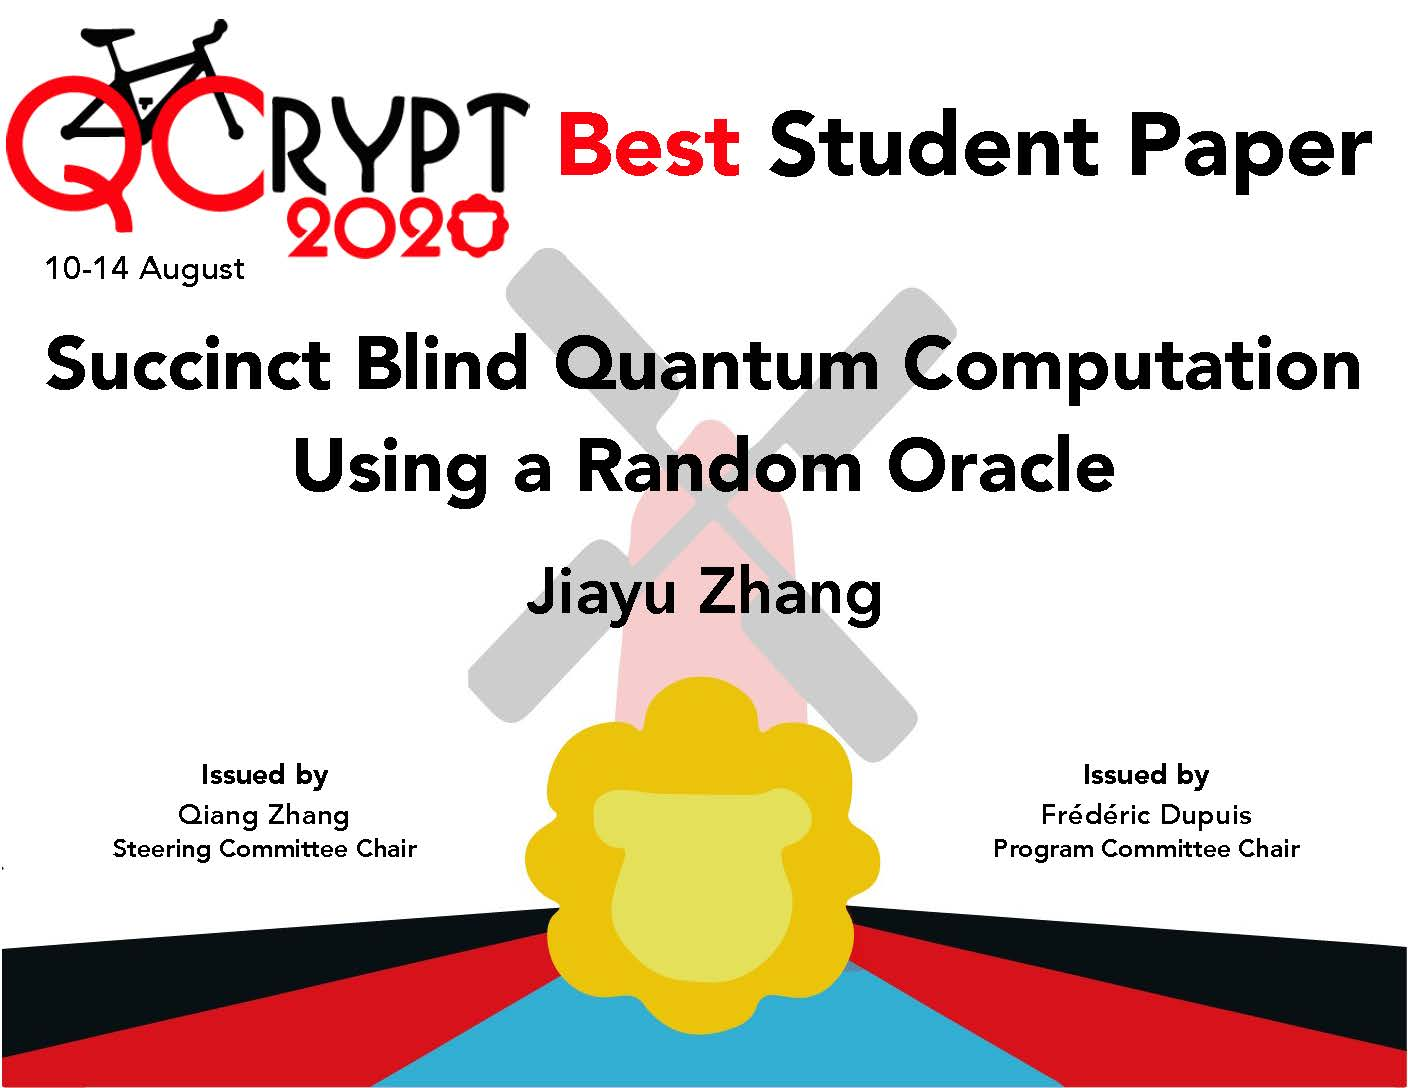 QCRYPT
2020
Best Student Paper
10-14 August
Succinct Blind Quantum Computation
Using a Random Oracle
Jiayu Zhang
Issued by
Qiang Zhang
Steering Committee Chair
Issued by
Frédéric Dupuis
Program Committee Chair